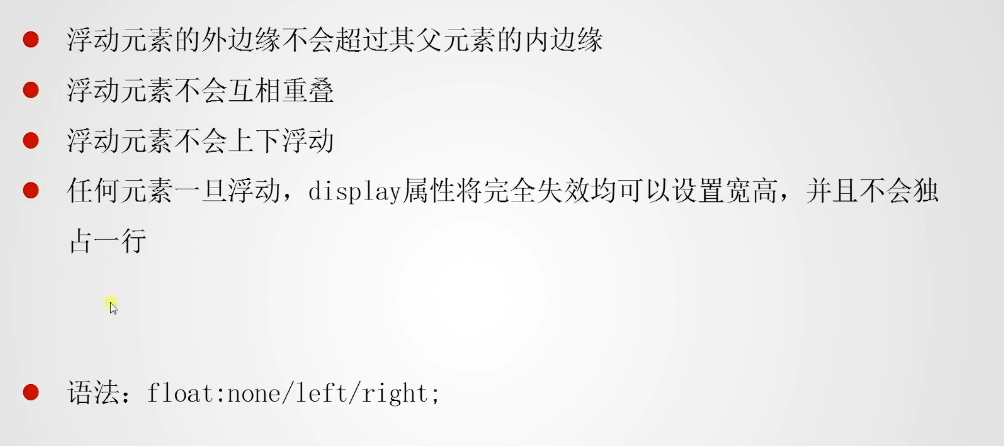 浮动元素的外边缘不会超过其父元素的内边缘
浮动元素不会互相重叠
浮动元素不会上下浮动
任何元素一旦浮动，display属性将完全失效均可以设置宽高，并且不会独
占一行
语法：float:none/left/right;